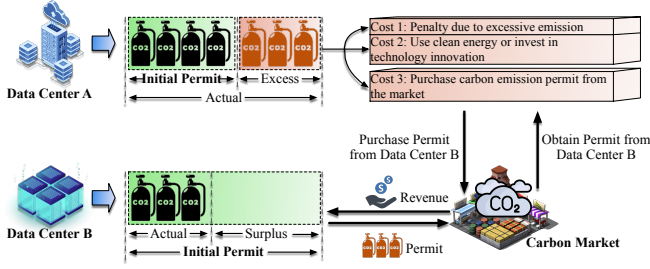 CO2 CO2 CO2 CO2 CO2 CO2 CO2
Cost 1: Penalty due to excessive emission
Cost 2: Use clean energy or invest in
technology innovation
Cost 3: Purchase carbon emission permit from
the market
Initial Permit
Excess
Data Center A
Actual
Purchase Permit
from Data Center B
Obtain Permit from
Data Center B
CO2 CO2 CO2
Revenue
CO2
Data Center B
Actual
Surplus
Permit
Carbon Market
Initial Permit